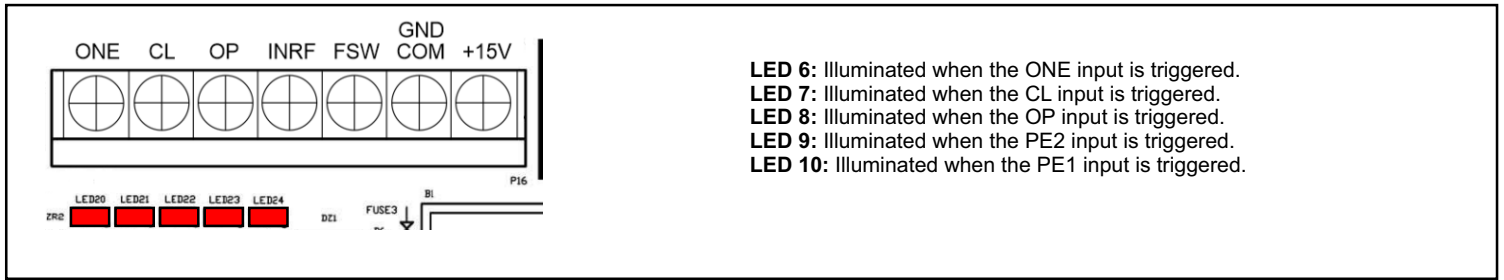 GND
ONE CL OP INRF FSW COM +15V
P16
LED20 LED21 LED22 LED23 LED24
B1
ZR2
DZ1
FUSE3
LED 6: Illuminated when the ONE input is triggered.
LED 7: Illuminated when the CL input is triggered.
LED 8: Illuminated when the OP input is triggered.
LED 9: Illuminated when the PE2 input is triggered.
LED 10: Illuminated when the PE1 input is triggered.